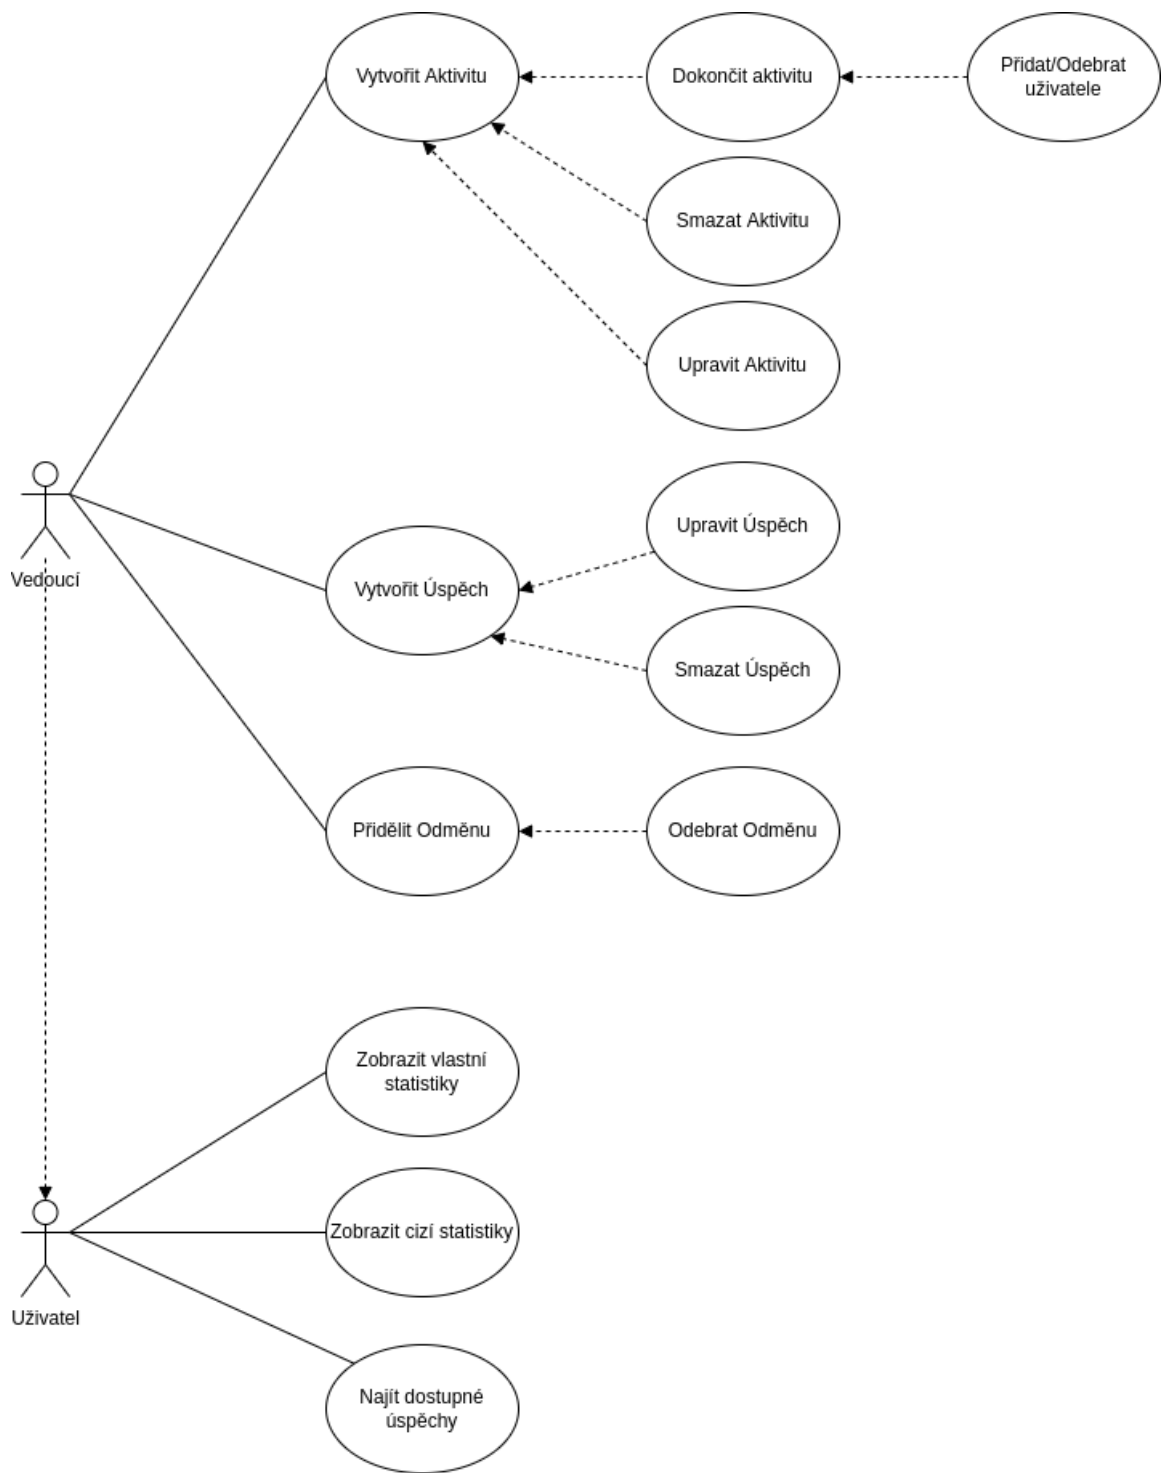 Vytvořit Aktivitu
Dokončit aktivitu
Přidat/Odebrat
uživatele
Smazat Aktivitu
Upravit Aktivitu
Vedoucí
Upravit Úspěch
Vytvořit Úspěch
Smazat Úspěch
Přidělit Odměnu
Odebrat Odměnu
Zobrazit vlastní
statistiky
Zobrazit cizí statistiky
Uživatel
Najít dostupné
úspěchy